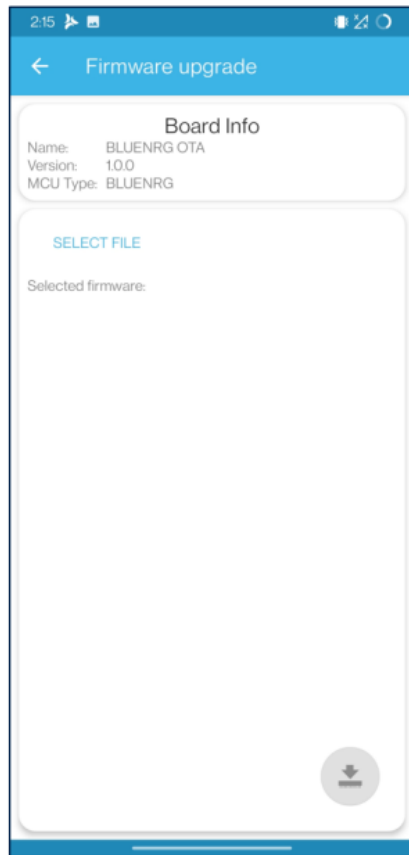 2:15
Firmware upgrade
Board Info
Name: BLUENRG OTA
Version: 1.0.0
MCU Type: BLUENRG
SELECT FILE
Selected firmware: